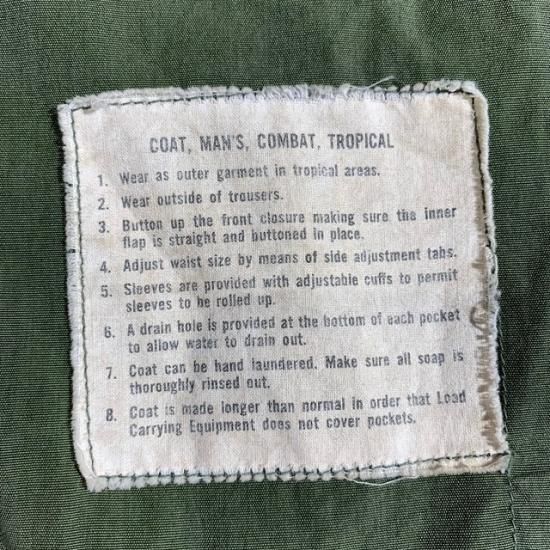 COAT, MAN'S, COMBAT, TROPICAL
1. Wear as outer garment in tropical areas.
2. Wear outside of trousers.
3. Button up the front closure making sure the inner
flap is straight and buttoned in place.
4. Adjust waist size by means of side adjustment tabs.
5. Sleeves are provided with adjustable cuffs to permit
sleeves to be rolled up.
6. A drain hole is provided at the bottom of each pocket
to allow water to drain out.
7. Coat can be hand laundered. Make sure all soap is
thoroughly rinsed out.
8. Coat is made longer than normal in order that Load
Carrying Equipment does not cover pockets.